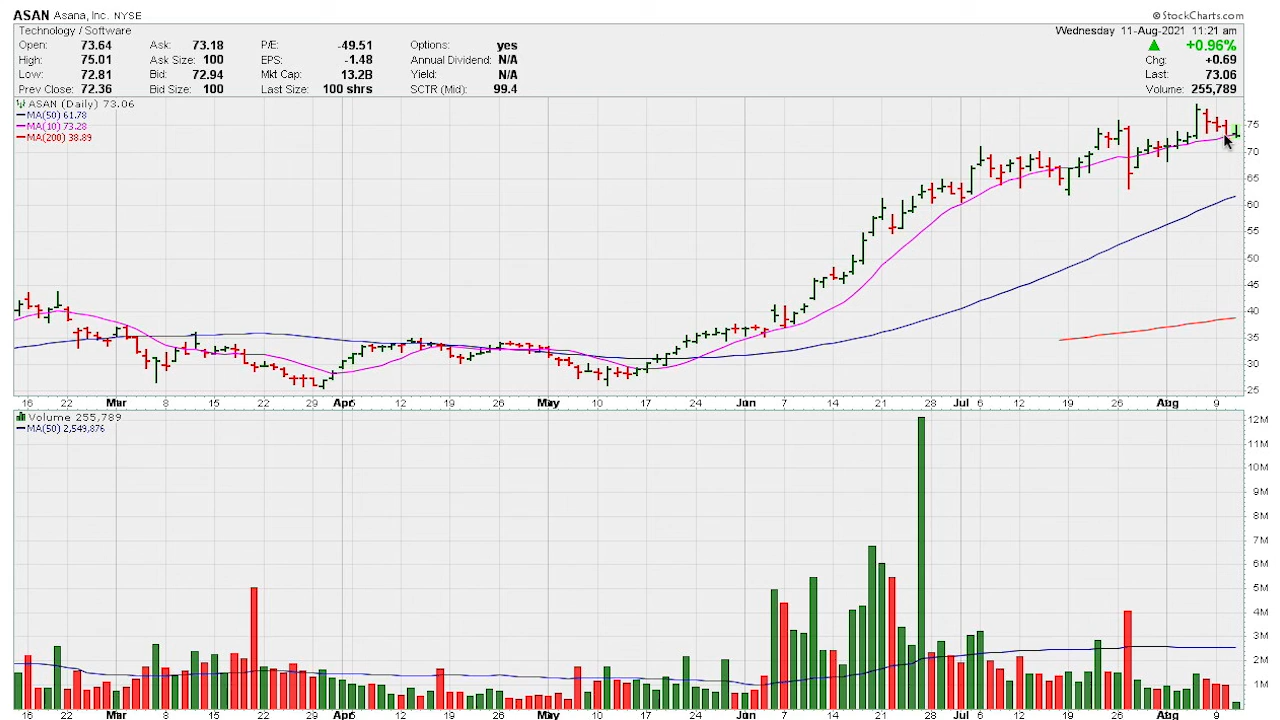 ASAN Asana, Inc. NYSE © StockCharts.com
Technology / Software Wednesday 11-Aug-2021 11:21 am
Open: 73.64 Ask: 73.18 P/E -49.51 Options: yes +0.96%
High: 75.01 Ask Size: 100 EPS: -1.48 Annual Dividend: N/A Chg: +0.69
Low: 72.81 Bid: 72.94 Mkt Cap: 13.2B Yield: N/A Last: 73.06
Prev Close: 72.36 Bid Size: 100 Last Size: 100 shrs SCTR (Mid): 99.4 Volume: 255,789
ASAN (Daily) 73.06
MA(50) 61.78
MA(10) 73.28
MA(200) 38.89
75
70
65
60
55
50
45
40
35
30
25
16 22 Mar 8 15 22 29 Apr 12 19 26 May 10 17 24 Jun 7 14 21 28 Jul 6 12 19 26 Aug 9
Volume 255,789
MA(50) 2,549,876
12M
11M
10M
9M
8M
7M
6M
5M
4M
3M
2M
1M
16 22 Mar 8 15 22 29 Apr 12 19 26 May 10 17 24 Jun 7 14 21 28 Jul 6 12 19 26 Aug 9